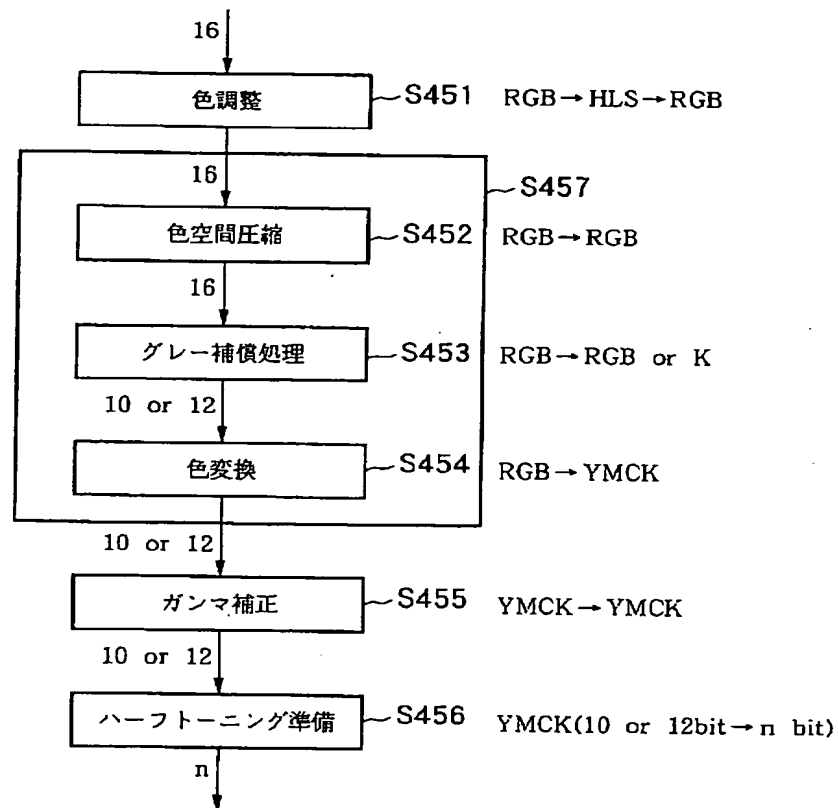 16
色調整 S451 RGB→HLS→RGB
16
S457
色空間圧縮 S452 RGB→RGB
16
グレー補償処理 S453 RGB→RGB or K
10 or 12
色変換 S454 RGB→YMCK
10 or 12
ガンマ補正 S455 YMCK→YMCK
10 or 12
ハーフトーニング準備 S456 YMCK(10 or 12bit→n bit)
n